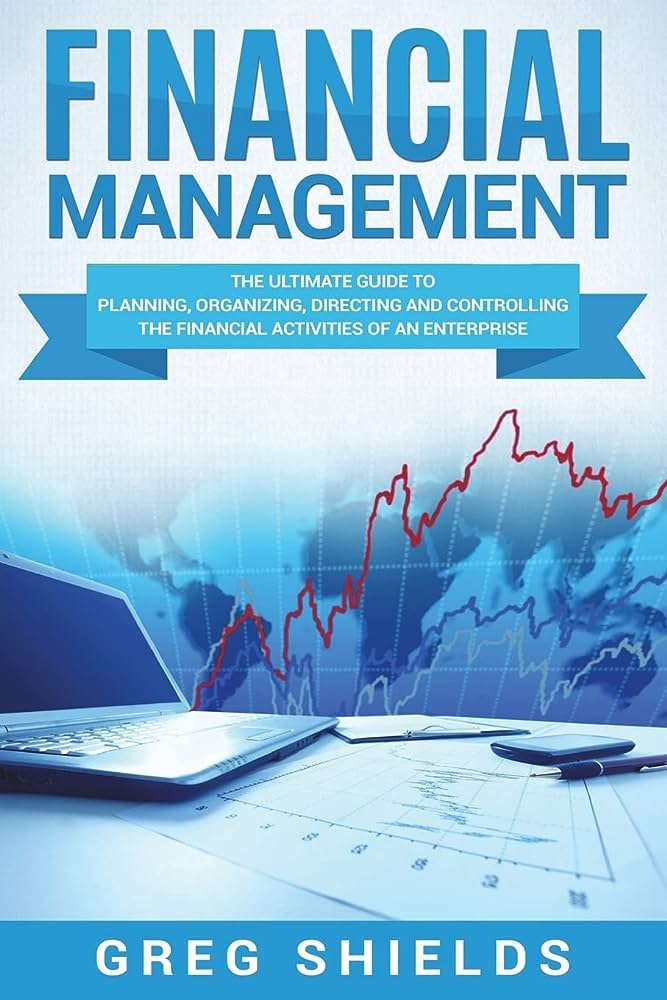 FINANCIAL
MANAGEMENT
THE ULTIMATE GUIDE TO
PLANNING, ORGANIZING, DIRECTING AND CONTROLLING
THE FINANCIAL ACTIVITIES OF AN ENTERPRISE
GREG SHIELDS